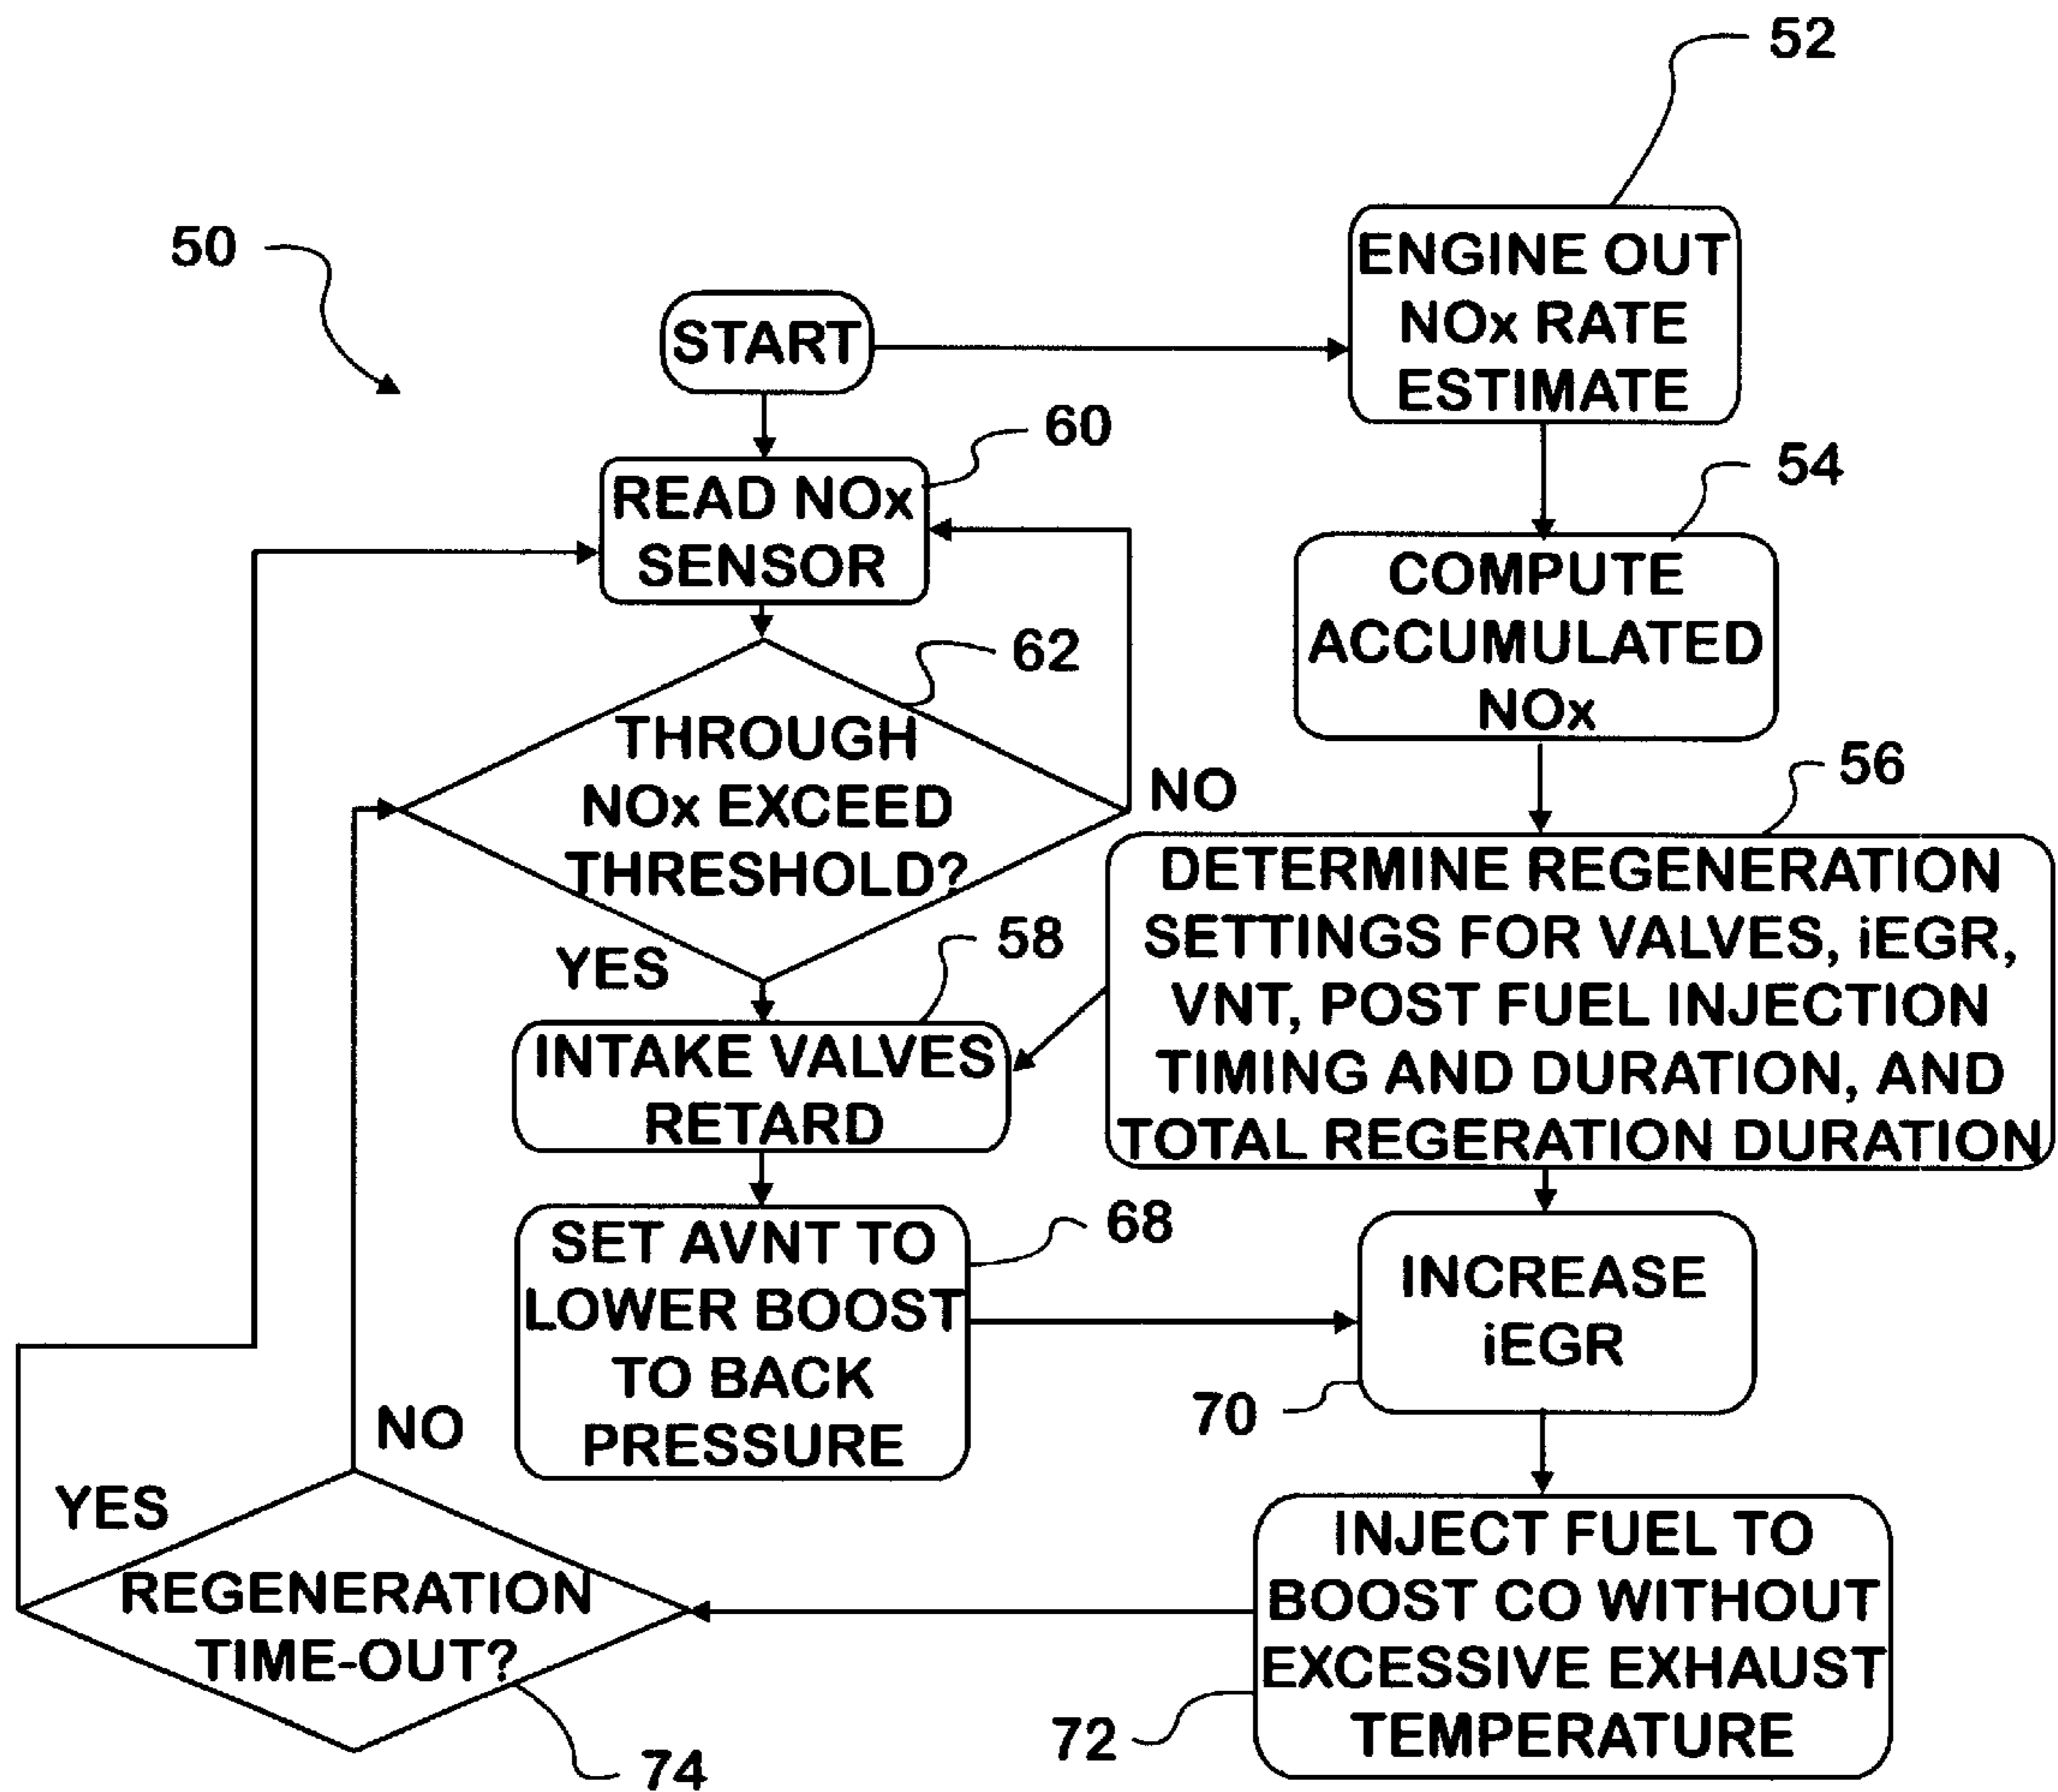 52
50
ENGINE OUT
NOx RATE
ESTIMATE
START
60
READ NOx
SENSOR
54
COMPUTE
ACCUMULATED
NOx
62
THROUGH
NOx EXCEED
THRESHOLD?
NO
YES
56
DETERMINE REGENERATION
SETTINGS FOR VALVES, iEGR,
VNT, POST FUEL INJECTION
TIMING AND DURATION, AND
TOTAL REGERATION DURATION
58
INTAKE VALVES
RETARD
68
SET AVNT TO
LOWER BOOST
TO BACK
PRESSURE
INCREASE
iEGR
70
NO
YES
REGENERATION
TIME-OUT?
74
INJECT FUEL TO
BOOST CO WITHOUT
EXCESSIVE EXHAUST
TEMPERATURE
72